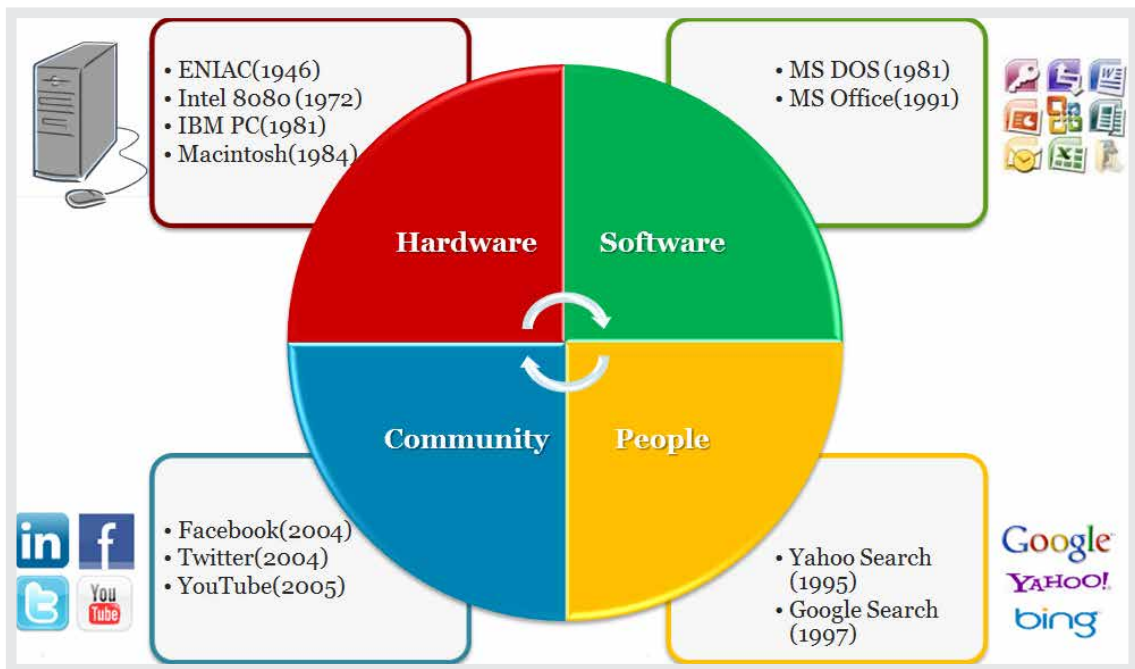 • ENIAC(1946)
• Intel 8080 (1972)
• IBM PC(1981)
• Macintosh(1984)
• MS DOS (1981)
• MS Office(1991)
Hardware
Software
Community
People
• Facebook(2004)
• Twitter(2004)
• YouTube(2005)
• Yahoo Search
(1995)
• Google Search
(1997)
in
f
t
You
Tube
Google
YAHOO!
bing